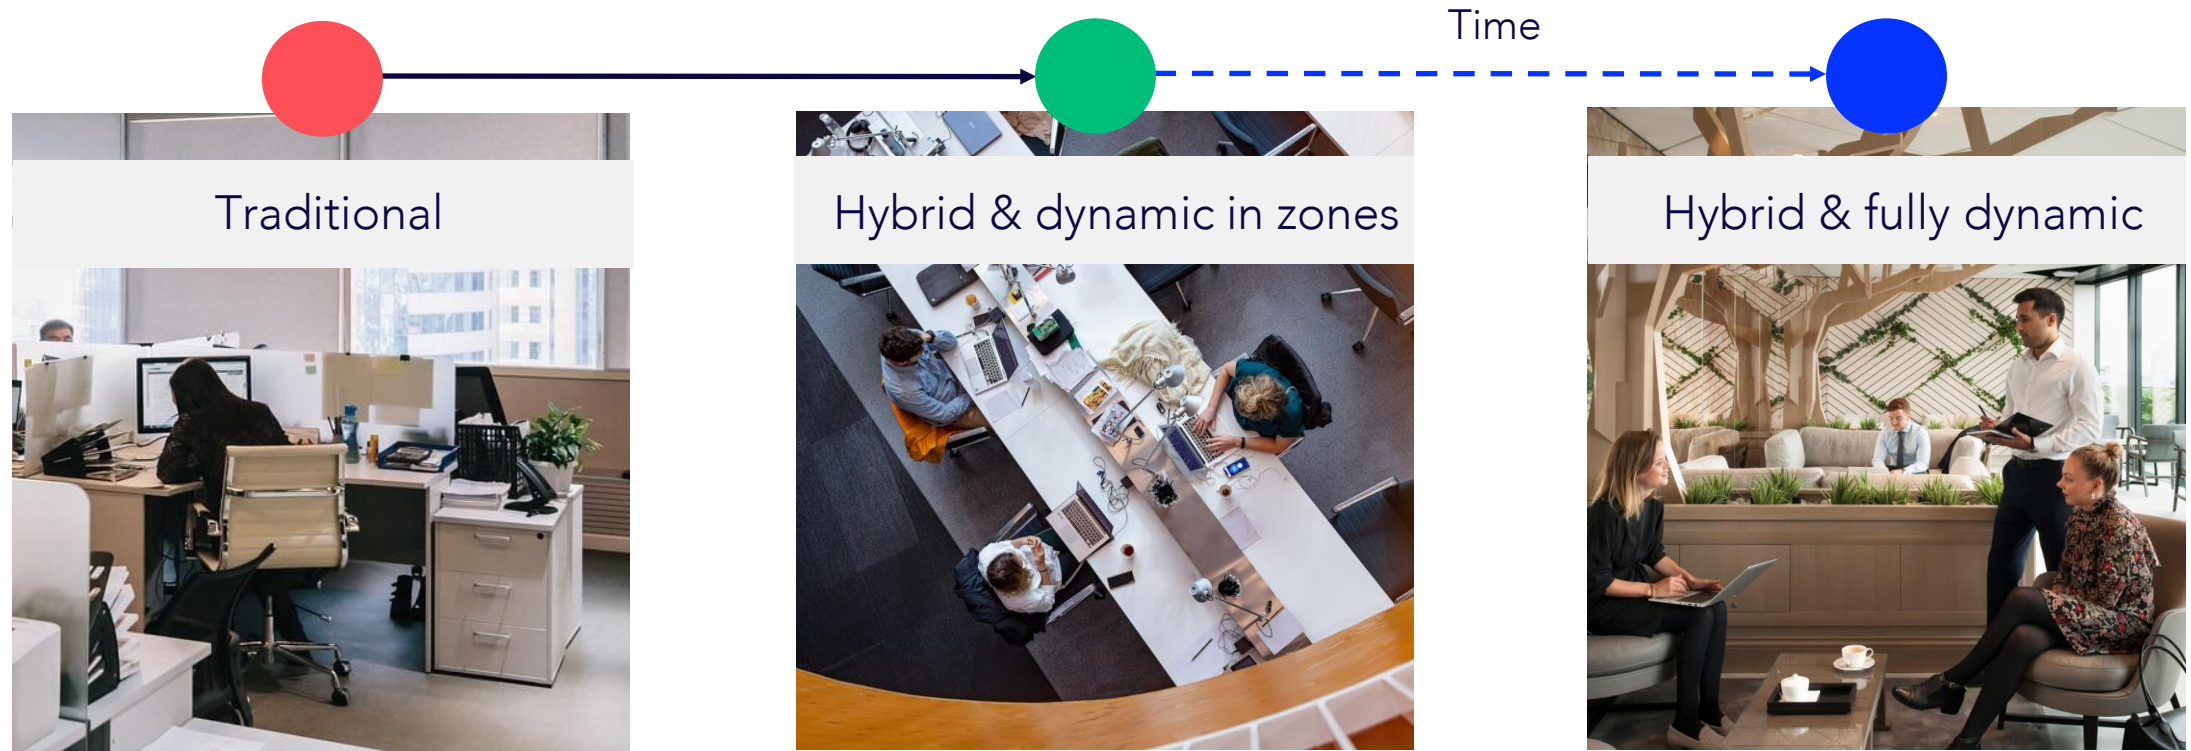 Time
Traditional
Hybrid & dynamic in zones
Hybrid & fully dynamic